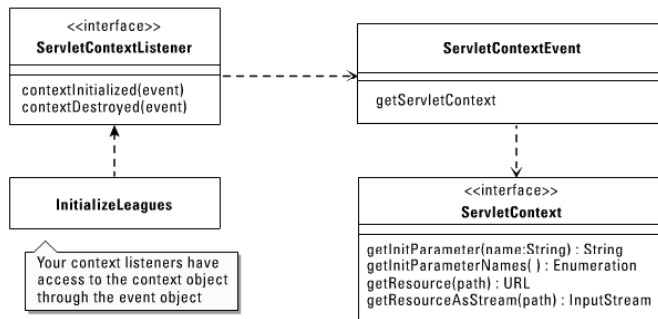 <<interface>>
ServletContextListener
contextInitialized(event)
contextDestroyed(event)
ServletContextEvent
getServletContext
InitializeLeagues
Your context listeners have
access to the context object
through the event object
<<interface>>
ServletContext
getInitParameter(name:String) : String
getInitParameterNames( ) : Enumeration
getResource(path) : URL
getResourceAsStream(path) : InputStream